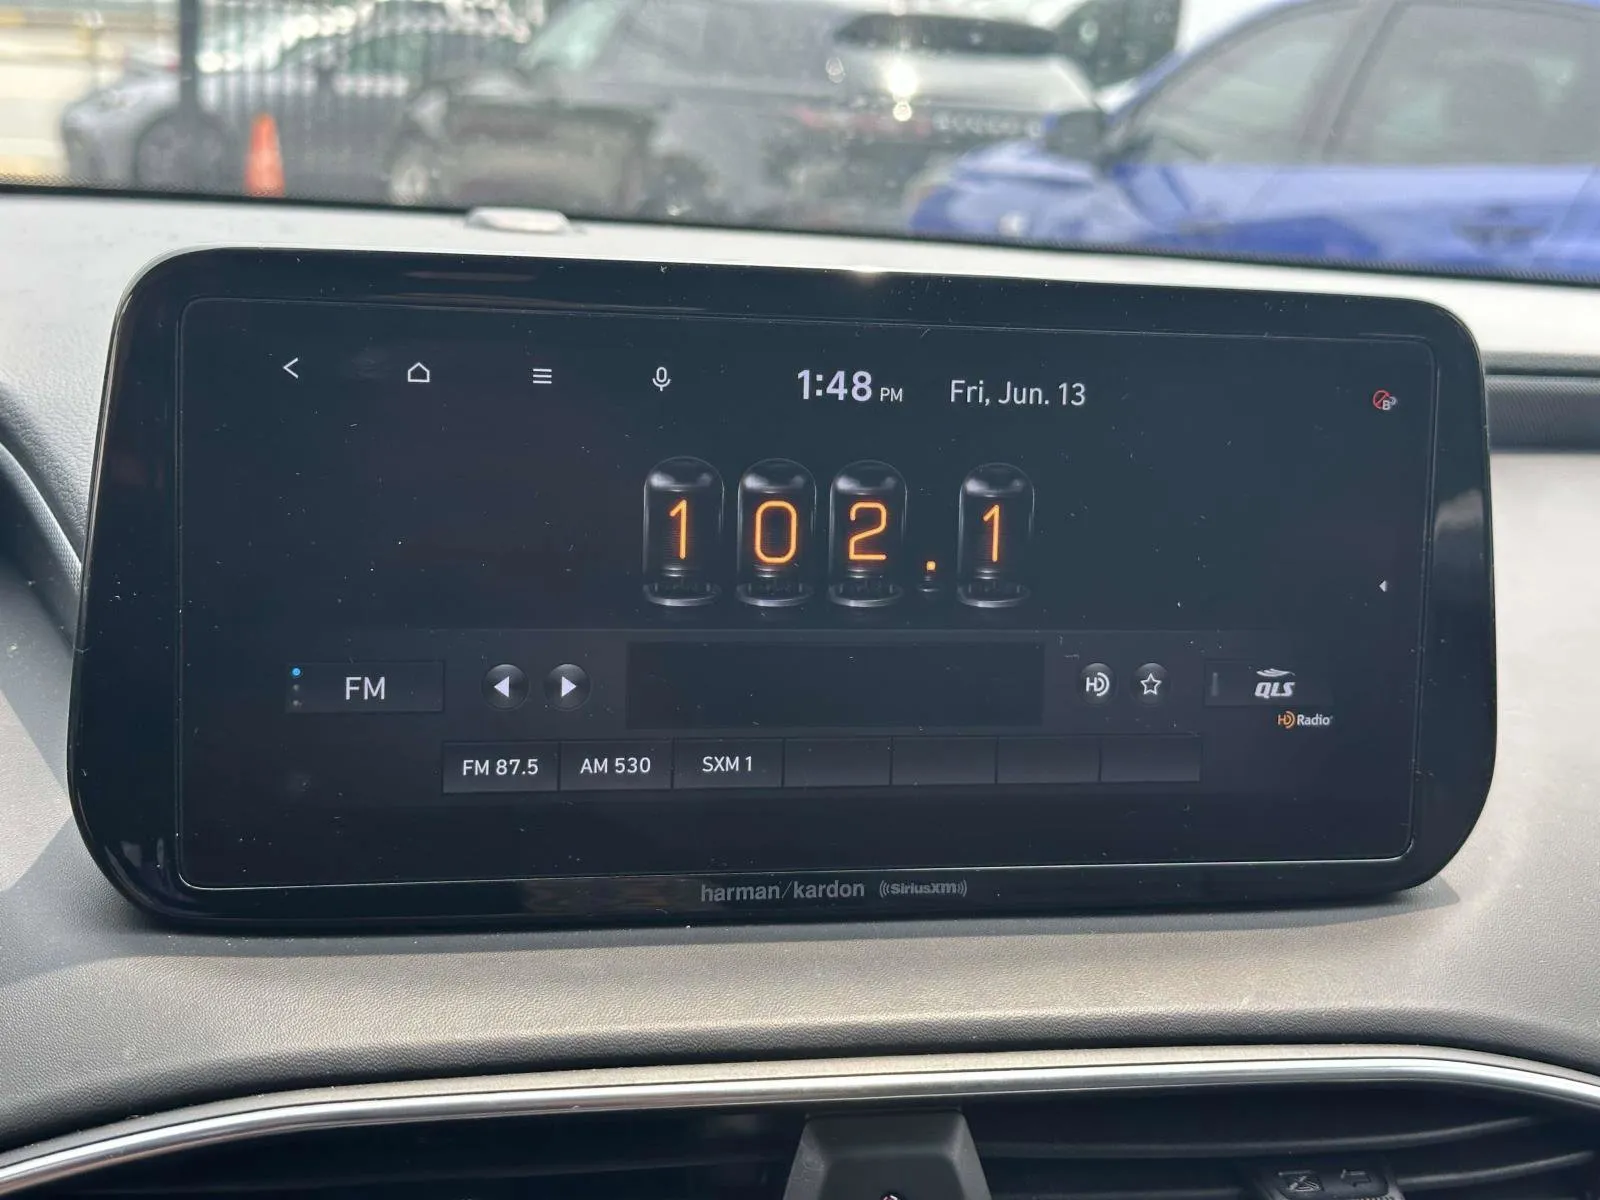 1:48 PM Fri, Jun. 13
102.1
FM
HD
QLS
HD Radio
FM 87.5 AM 530 SXM 1
harman/kardon ((SiriusXM))